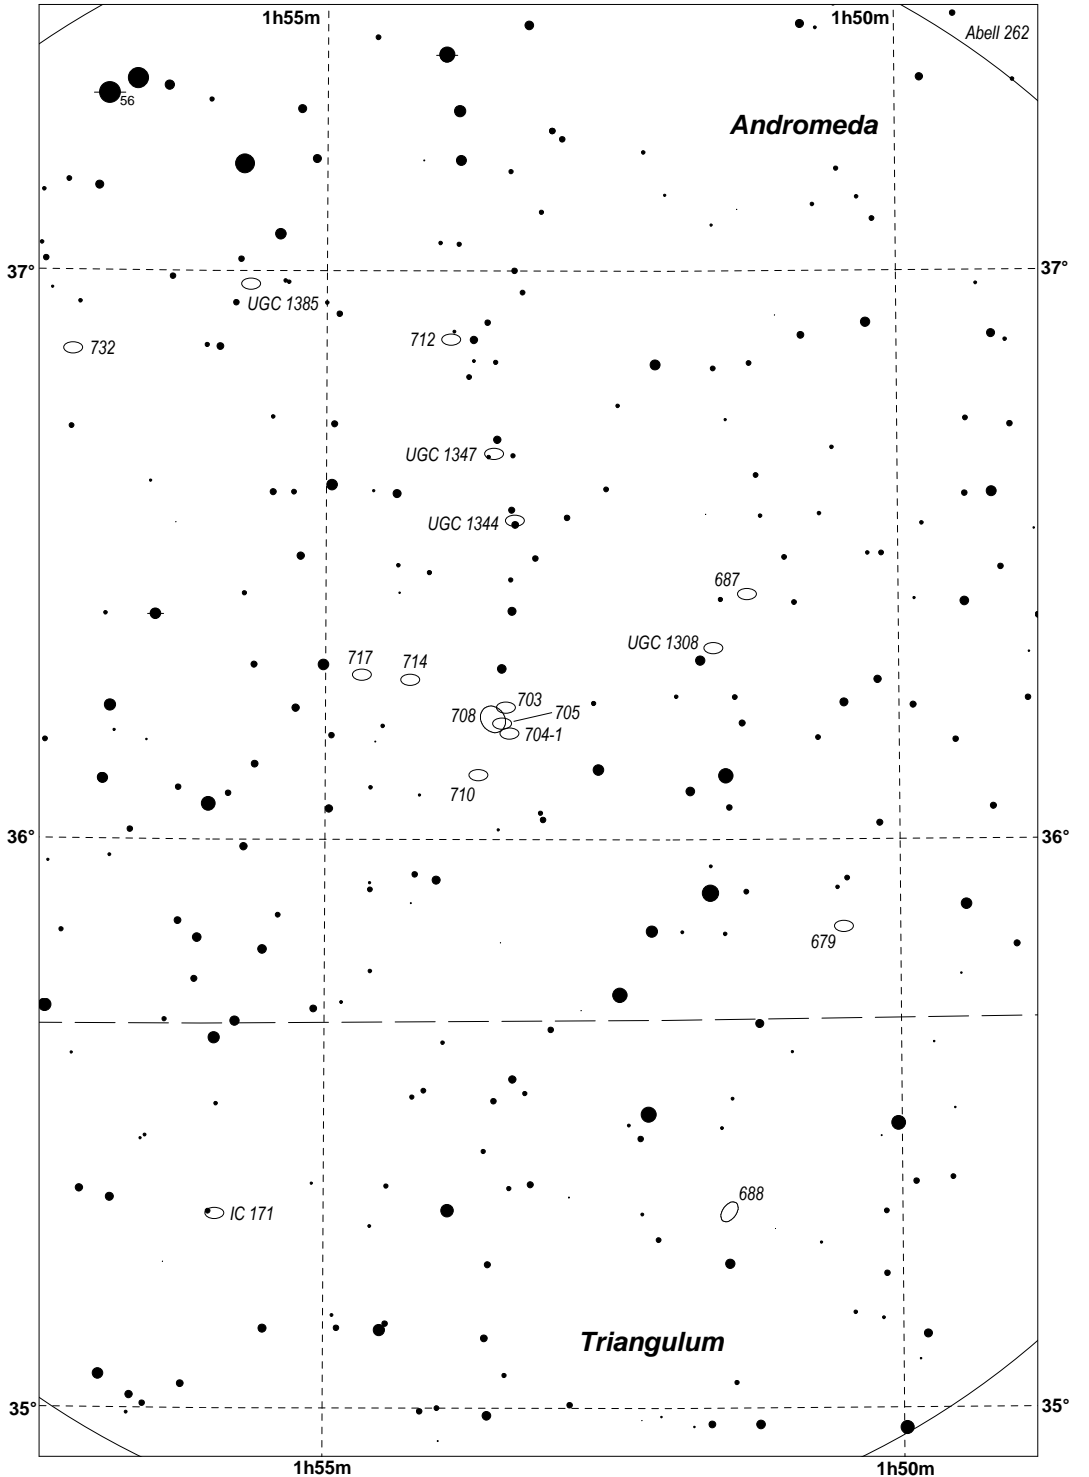 1h55m
1h50m
Abell 262
56
Andromeda
37°
37°
UGC 1385
712
732
UGC 1347
UGC 1344
687
UGC 1308
717
714
703
708
705
704-1
710
36°
36°
679
688
IC 171
Triangulum
35°
35°
1h55m
1h50m